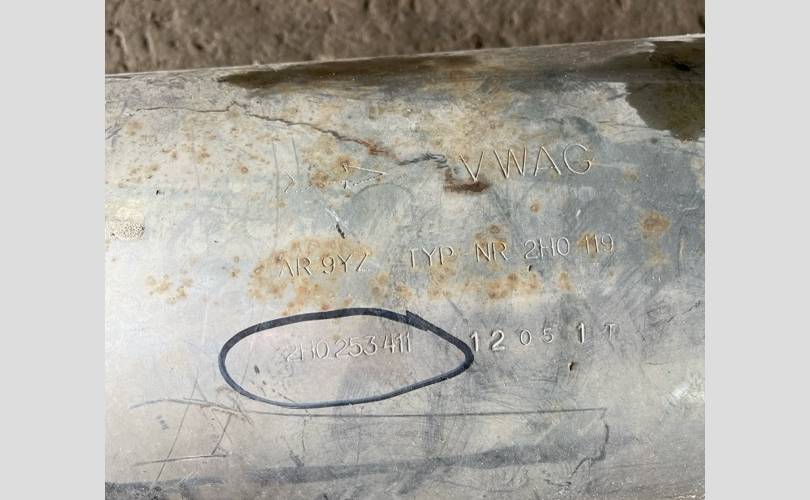 VWAG
AR 9YZ TYP NR 2H0 119
2H0 253 411 1 2 0 5 1 T